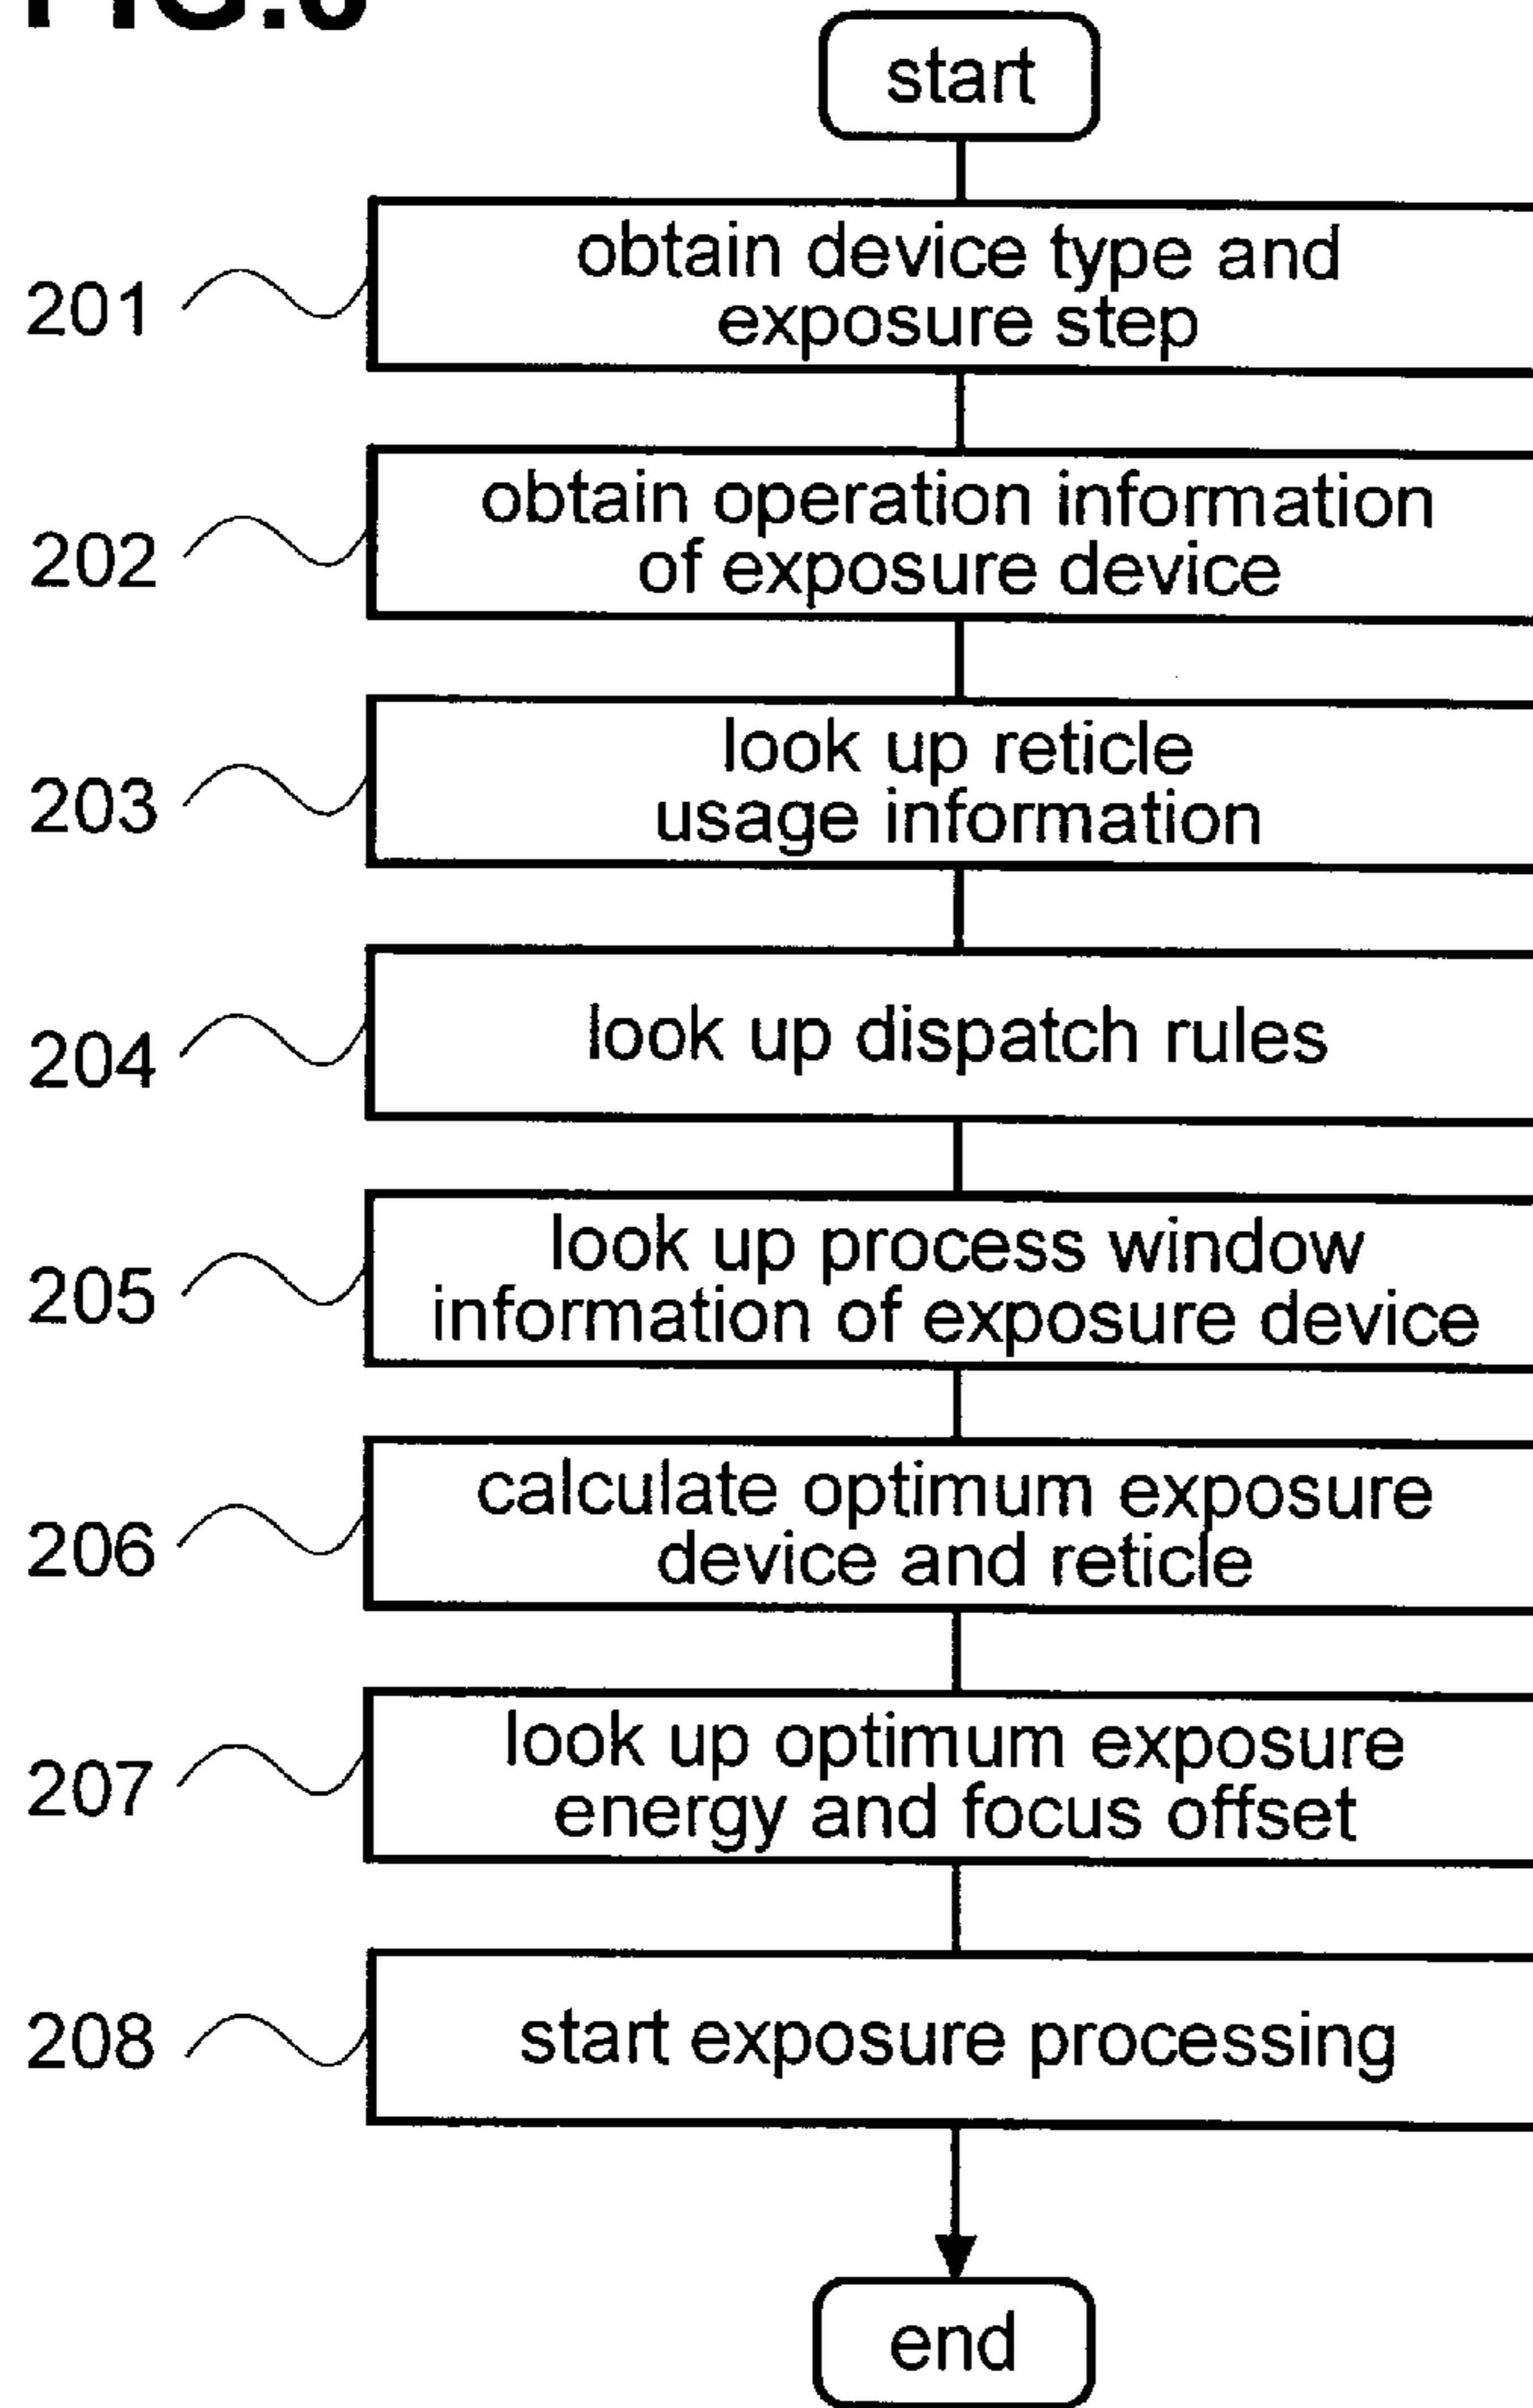 FIG.
start
201
obtain device type and
exposure step
202
obtain operation information
of exposure device
203
look up reticle
usage information
204
look up dispatch rules
205
look up process window
information of exposure device
206
calculate optimum exposure
device and reticle
207
look up optimum exposure
energy and focus offset
208
start exposure processing
end